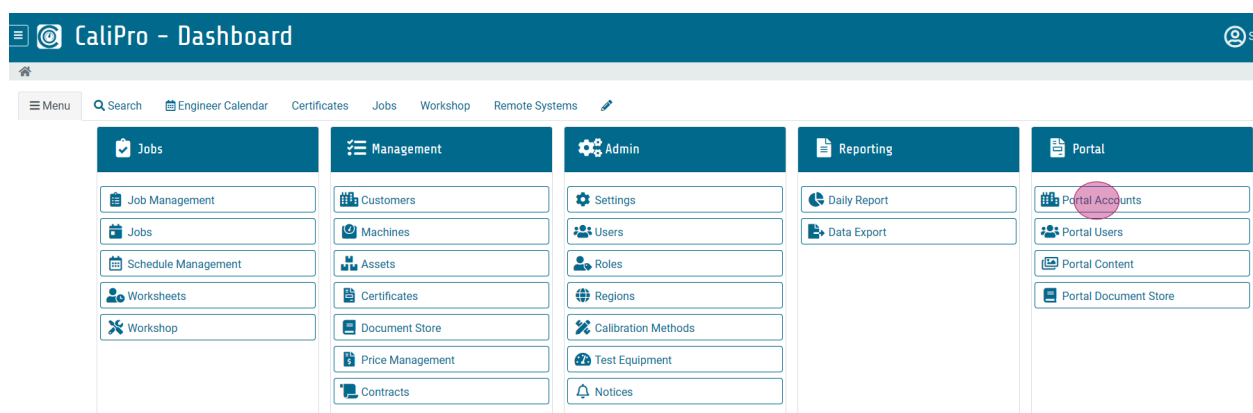 CaliPro - Dashboard
Menu
Search
Engineer Calendar
Certificates
Jobs
Workshop
Remote Systems
Jobs
Job Management
Jobs
Schedule Management
Worksheets
Workshop
Management
Customers
Machines
Assets
Certificates
Document Store
Price Management
Contracts
Admin
Settings
Users
Roles
Regions
Calibration Methods
Test Equipment
Notices
Reporting
Daily Report
Data Export
Portal
Portal Accounts
Portal Users
Portal Content
Portal Document Store